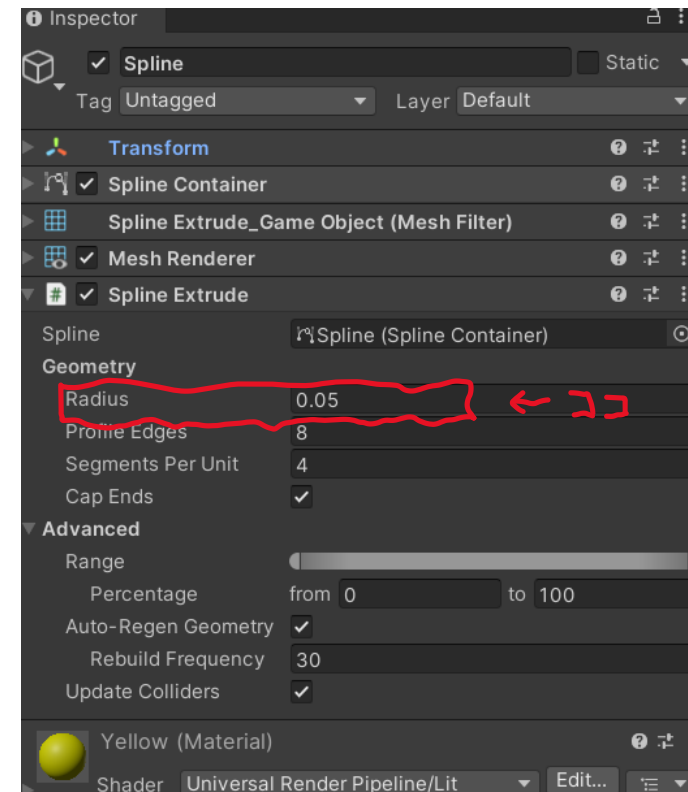 Inspector
Spline Static
Tag Untagged Layer Default
Transform
Spline Container
Spline Extrude_Game Object (Mesh Filter)
Mesh Renderer
# Spline Extrude
Spline Spline (Spline Container)
Geometry
Radius 0.05 ← ココ
Profile Edges 8
Segments Per Unit 4
Cap Ends
Advanced
Range
Percentage from 0 to 100
Auto-Regen Geometry
Rebuild Frequency 30
Update Colliders
Yellow (Material)
Shader Universal Render Pipeline/Lit Edit...